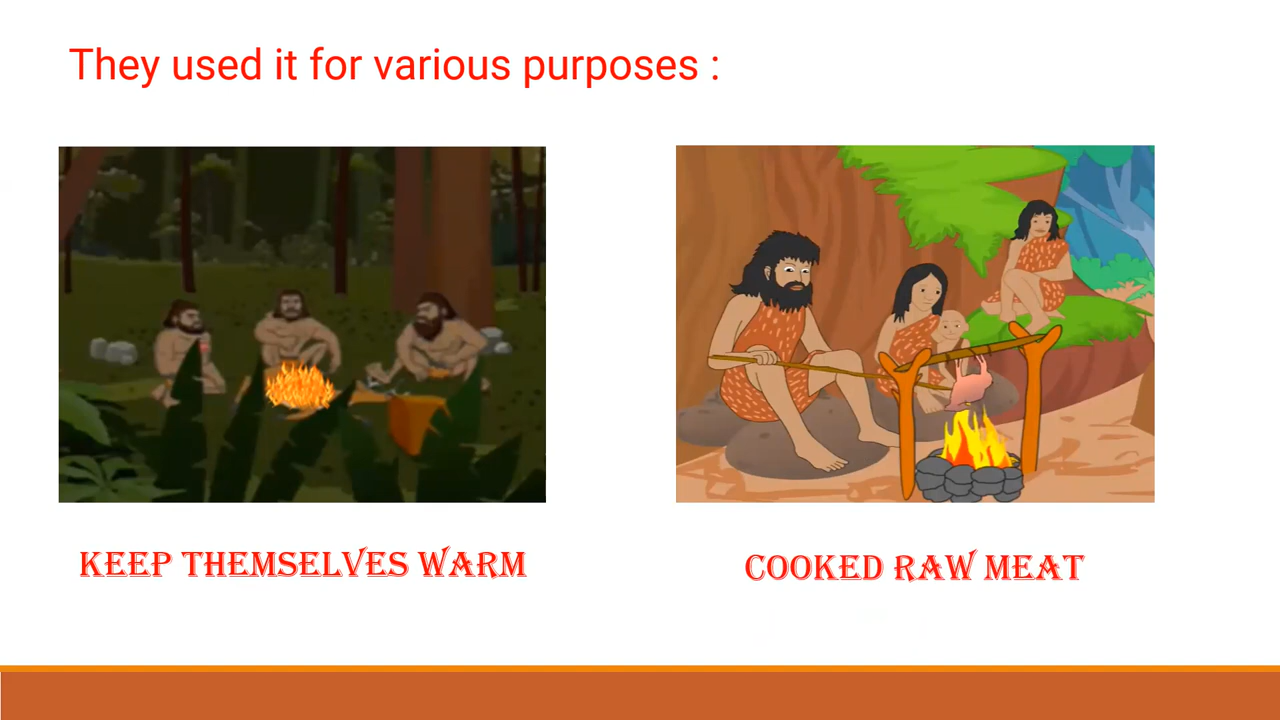 They used it for various purposes :
KEEP THEMSELVES WARM
COOKED RAW MEAT